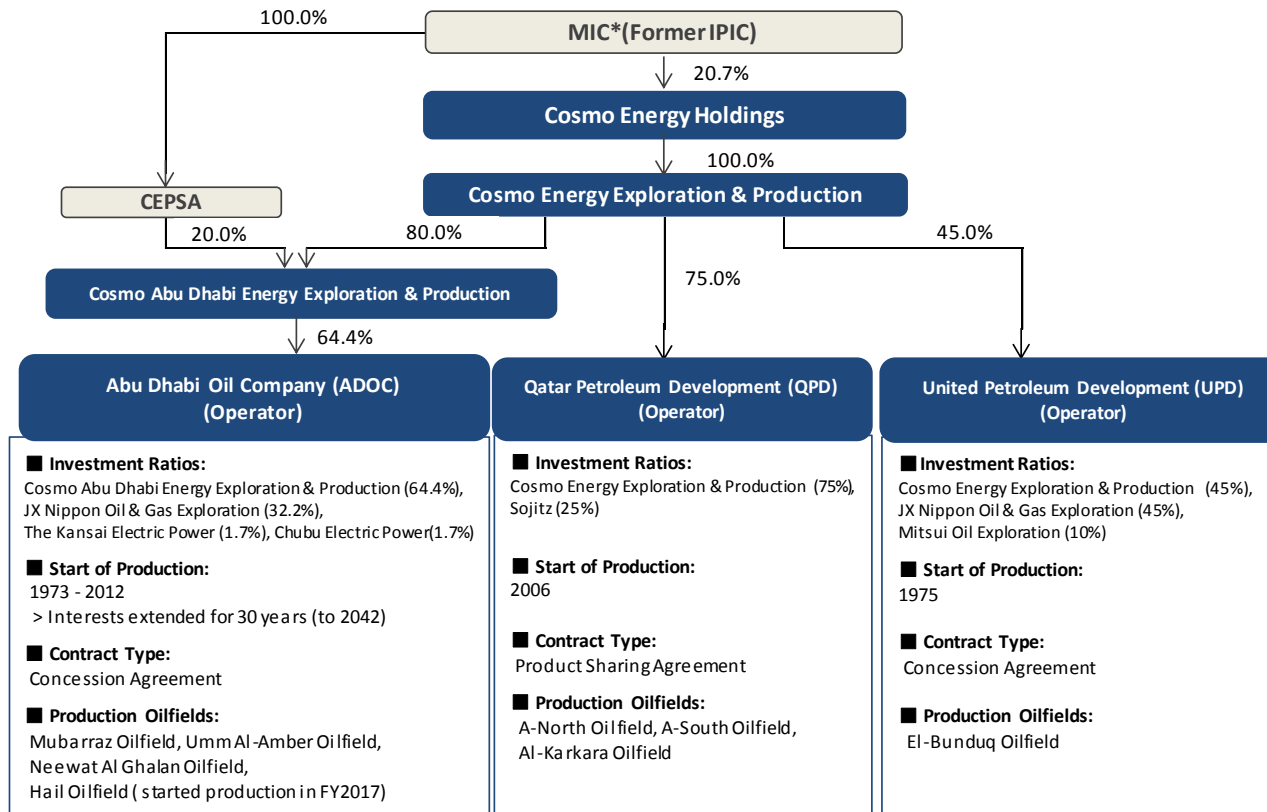 100.0%
MIC*(Former IPIC)
20.7%
Cosmo Energy Holdings
100.0%
CEPSA
Cosmo Energy Exploration & Production
20.0%
80.0%
45.0%
75.0%
Cosmo Abu Dhabi Energy Exploration & Production
64.4%
Abu Dhabi Oil Company (ADOC)
(Operator)
■ Investment Ratios:
Cosmo Abu Dhabi Energy Exploration & Production (64.4%),
JX Nippon Oil & Gas Exploration (32.2%),
The Kansai Electric Power (1.7%), Chubu Electric Power(1.7%)
■ Start of Production:
1973 - 2012
> Interests extended for 30 years (to 2042)
■ Contract Type:
Concession Agreement
■ Production Oilfields:
Mubarraz Oilfield, Umm Al-Amber Oilfield,
Neewat Al Ghalan Oilfield,
Hail Oilfield ( started production in FY2017)
Qatar Petroleum Development (QPD)
(Operator)
■ Investment Ratios:
Cosmo Energy Exploration & Production (75%),
Sojitz (25%)
■ Start of Production:
2006
■ Contract Type:
Product Sharing Agreement
■ Production Oilfields:
A-North Oilfield, A-South Oilfield,
Al-Karkara Oilfield
United Petroleum Development (UPD)
(Operator)
■ Investment Ratios:
Cosmo Energy Exploration & Production (45%),
JX Nippon Oil & Gas Exploration (45%),
Mitsui Oil Exploration (10%)
■ Start of Production:
1975
■ Contract Type:
Concession Agreement
■ Production Oilfields:
El-Bunduq Oilfield